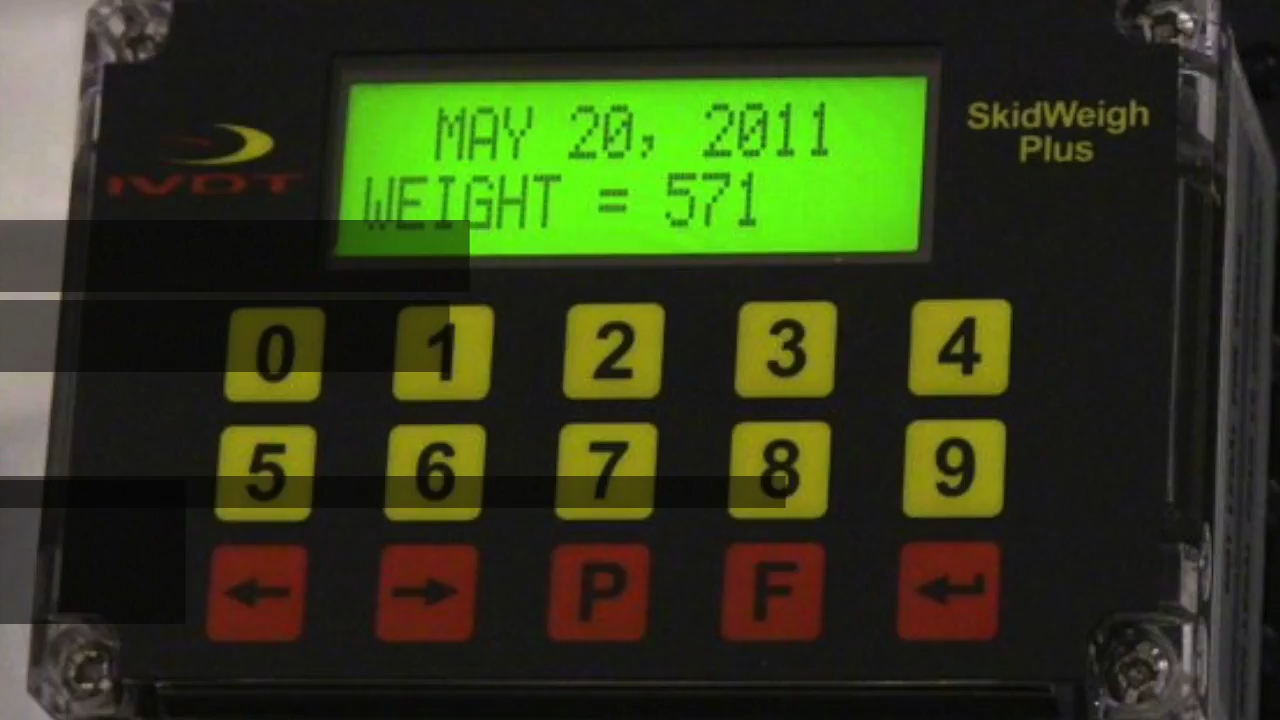 MAY 20, 2011
WEIGHT = 571
IVDT
SkidWeigh
Plus
0 1 2 3 4
5 6 7 8 9
← → P F ↵